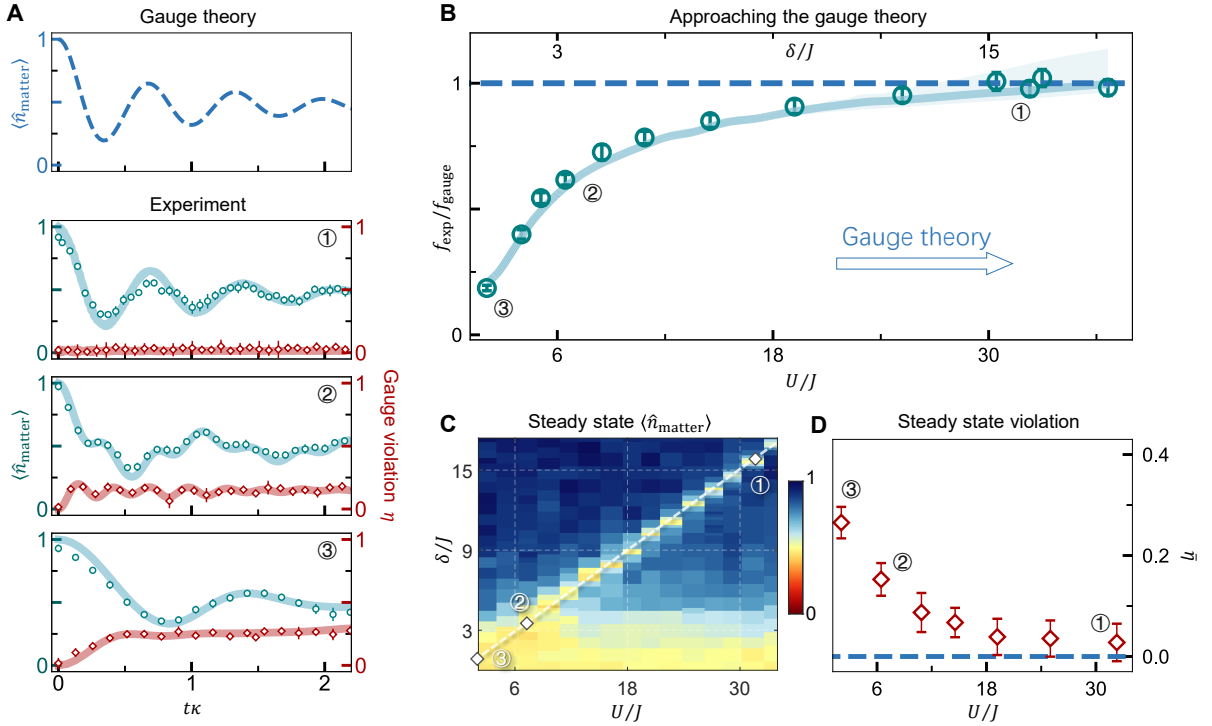 A
Gauge theory
1
0
⟨n̂matter⟩
Experiment
①
1
0
1
0
②
1
0
1
0
⟨n̂matter⟩
Gauge violation η
③
1
0
1
0
0
1
2
tκ
B
Approaching the gauge theory
3
δ/J
15
1
0
fexp/fgauge
①
②
③
Gauge theory
6
18
30
U/J
C
Steady state ⟨n̂matter⟩
15
9
3
δ/J
①
②
③
1
0
6
18
30
U/J
D
Steady state violation
③
②
①
0.4
0.2
0.0
η
6
18
30
U/J